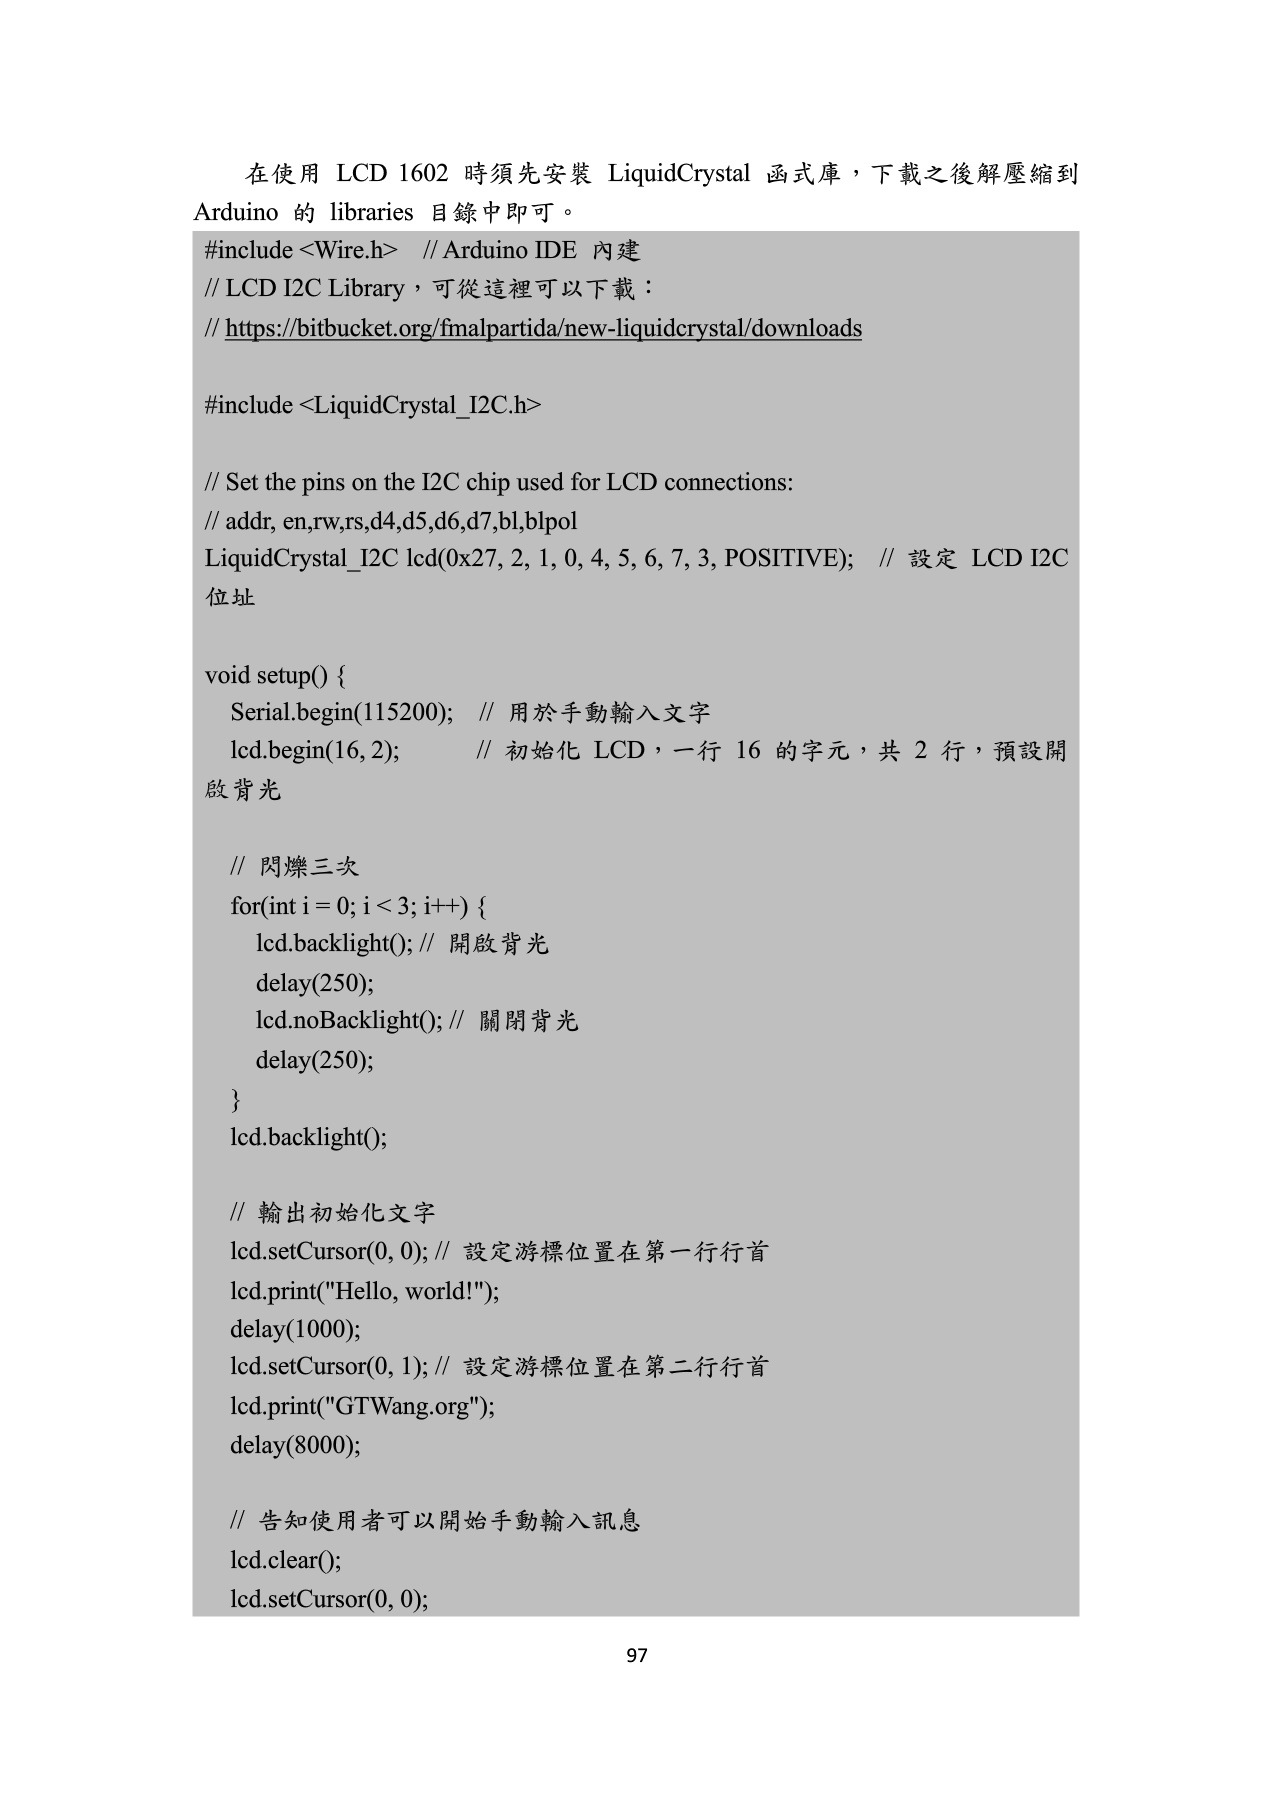 在使用 LCD 1602 時須先安裝 LiquidCrystal 函式庫，下載之後解壓縮到
Arduino 的 libraries 目錄中即可。
#include <Wire.h>   // Arduino IDE 內建
// LCD I2C Library，可從這裡可以下載：
// https://bitbucket.org/fmalpartida/new-liquidcrystal/downloads
#include <LiquidCrystal_I2C.h>
// Set the pins on the I2C chip used for LCD connections:
// addr, en,rw,rs,d4,d5,d6,d7,bl,blpol
LiquidCrystal_I2C lcd(0x27, 2, 1, 0, 4, 5, 6, 7, 3, POSITIVE);   // 設定 LCD I2C
位址
void setup() {
  Serial.begin(115200);   // 用於手動輸入文字
  lcd.begin(16, 2);         // 初始化 LCD，一行 16 的字元，共 2 行，預設開
啟背光
  // 閃爍三次
  for(int i = 0; i < 3; i++) {
    lcd.backlight(); // 開啟背光
    delay(250);
    lcd.noBacklight(); // 關閉背光
    delay(250);
  }
  lcd.backlight();
  // 輸出初始化文字
  lcd.setCursor(0, 0); // 設定游標位置在第一行行首
  lcd.print("Hello, world!");
  delay(1000);
  lcd.setCursor(0, 1); // 設定游標位置在第二行行首
  lcd.print("GTWang.org");
  delay(8000);
  // 告知使用者可以開始手動輸入訊息
  lcd.clear();
  lcd.setCursor(0, 0);
97